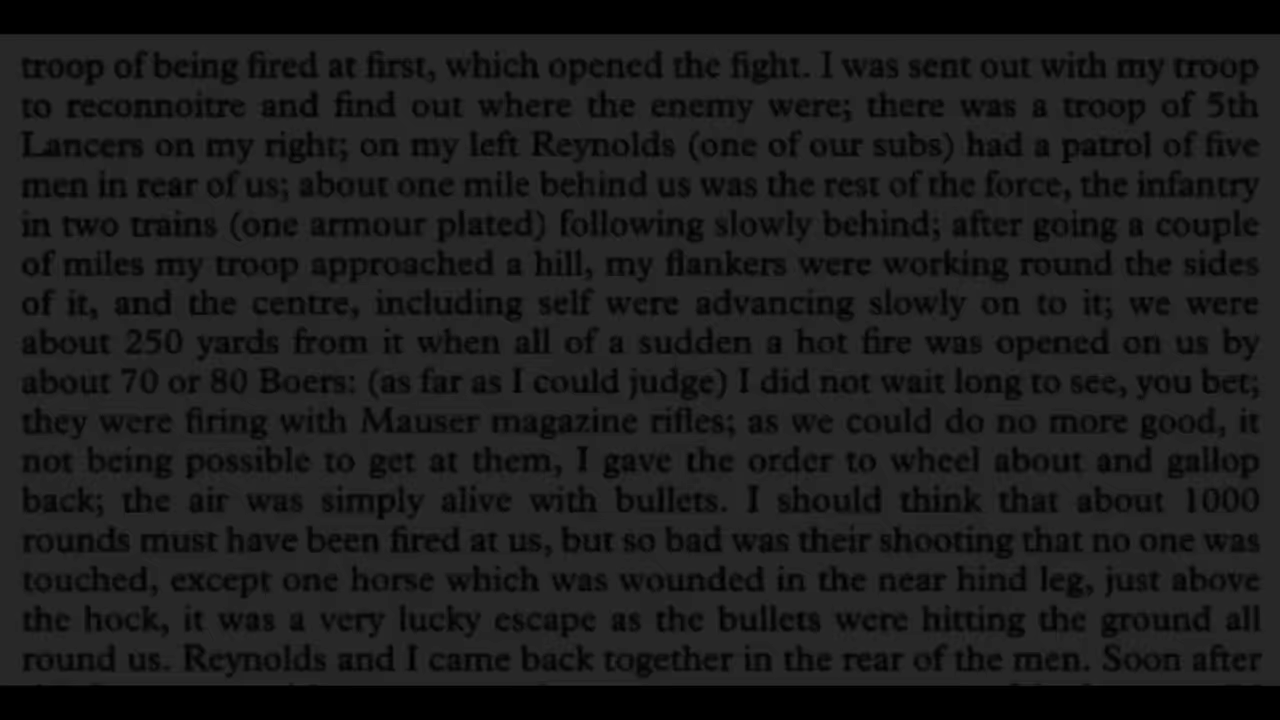 troop of being fired at first, which opened the fight. I was sent out with my troop
to reconnoitre and find out where the enemy were; there was a troop of 5th
Lancers on my right; on my left Reynolds (one of our subs) had a patrol of five
men in rear of us; about one mile behind us was the rest of the force, the infantry
in two trains (one armour plated) following slowly behind; after going a couple
of miles my troop approached a hill, my flankers were working round the sides
of it, and the centre, including self were advancing slowly on to it; we were
about 250 yards from it when all of a sudden a hot fire was opened on us by
about 70 or 80 Boers: (as far as I could judge) I did not wait long to see, you bet;
they were firing with Mauser magazine rifles; as we could do no more good, it
not being possible to get at them, I gave the order to wheel about and gallop
back; the air was simply alive with bullets. I should think that about 1000
rounds must have been fired at us, but so bad was their shooting that no one was
touched, except one horse which was wounded in the near hind leg, just above
the hock, it was a very lucky escape as the bullets were hitting the ground all
round us. Reynolds and I came back together in the rear of the men. Soon after